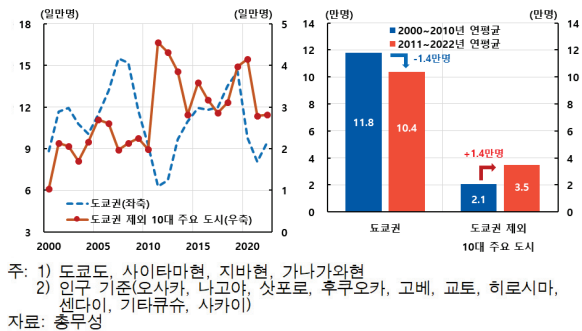 (일만명)
(일만명)
18
15
12
9
6
3
5
4
3
2
1
0
도쿄권(좌축)
도쿄권 제외 10대 주요 도시(우축)
2000
2005
2010
2015
2020
(만명)
(만명)
14
12
10
8
6
4
2
0
14
12
10
8
6
4
2
0
2000~2010년 연평균
2011~2022년 연평균
-1.4만명
11.8
10.4
+1.4만명
2.1
3.5
도쿄권
도쿄권 제외
10대 주요 도시
주: 1) 도쿄도, 사이타마현, 지바현, 가나가와현
2) 인구 기준(오사카, 나고야, 삿포로, 후쿠오카, 고베, 교토, 히로시마,
센다이, 기타큐슈, 사카이)
자료: 총무성